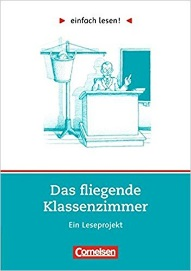 einfach lesen!
Das fliegende
Klassenzimmer
Ein Leseprojekt
Cornelsen